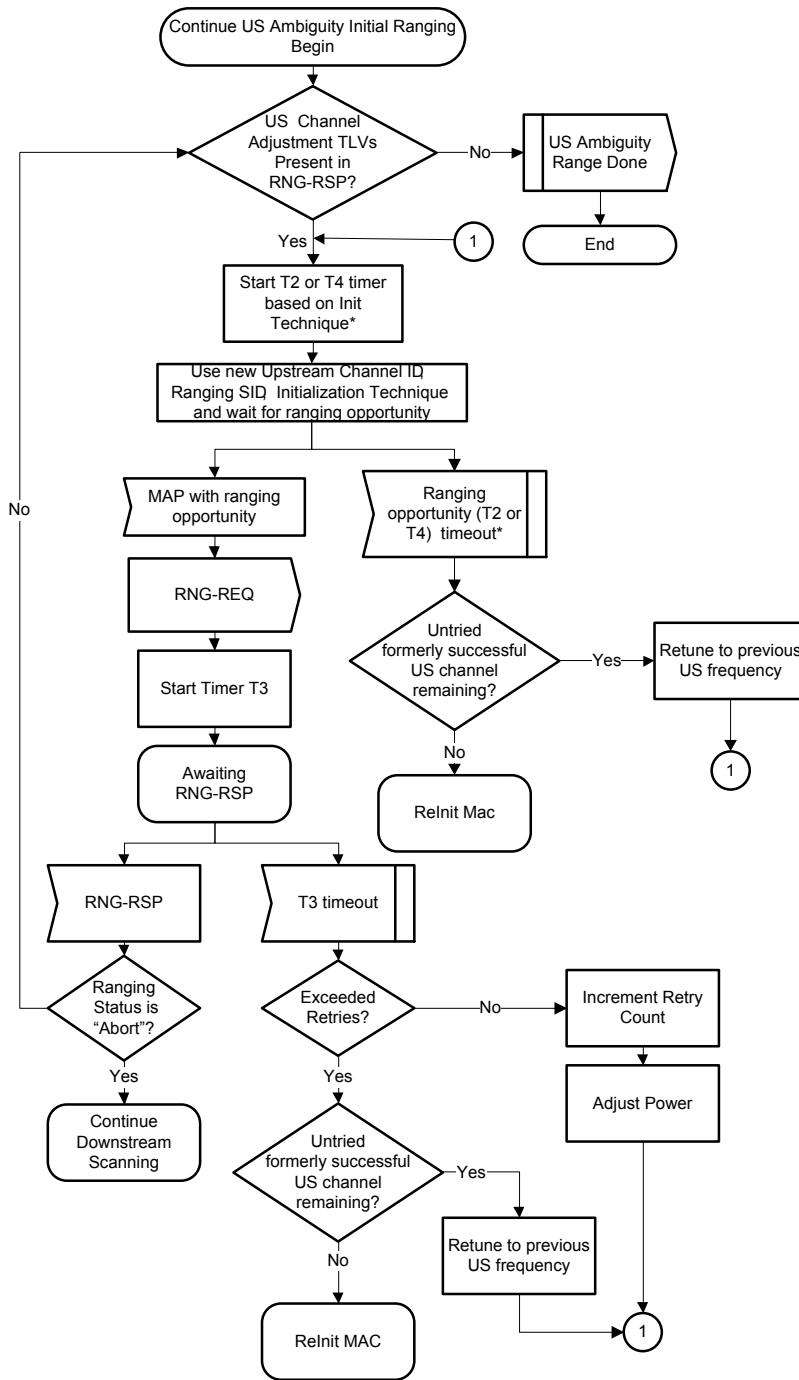 Continue US Ambiguity Initial Ranging
Begin
US Channel
Adjustment TLVs
Present in
RNG-RSP?
No
US Ambiguity
Range Done
End
Yes
1
Start T2 or T4 timer
based on Init
Technique*
Use new Upstream Channel ID,
Ranging SID, Initialization Technique
and wait for ranging opportunity
No
MAP with ranging
opportunity
Ranging
opportunity (T2 or
T4) timeout*
RNG-REQ
Untried
formerly successful
US channel
remaining?
Yes
Retune to previous
US frequency
Start Timer T3
No
1
Awaiting
RNG-RSP
ReInit Mac
RNG-RSP
T3 timeout
Ranging
Status is
“Abort”?
Exceeded
Retries?
No
Increment Retry
Count
Yes
Yes
Adjust Power
Continue
Downstream
Scanning
Untried
formerly successful
US channel
remaining?
Yes
Retune to previous
US frequency
No
1
ReInit MAC